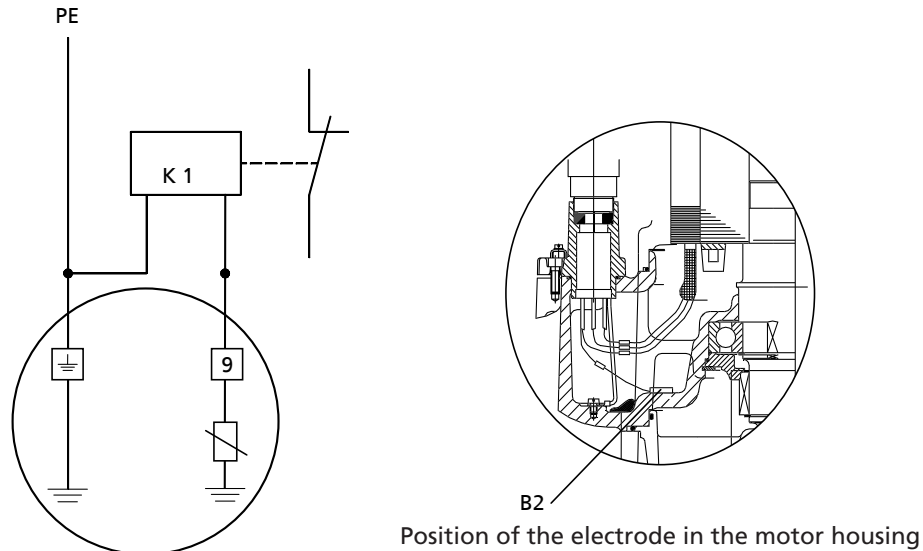 PE
K 1
9
B2
Position of the electrode in the motor housing